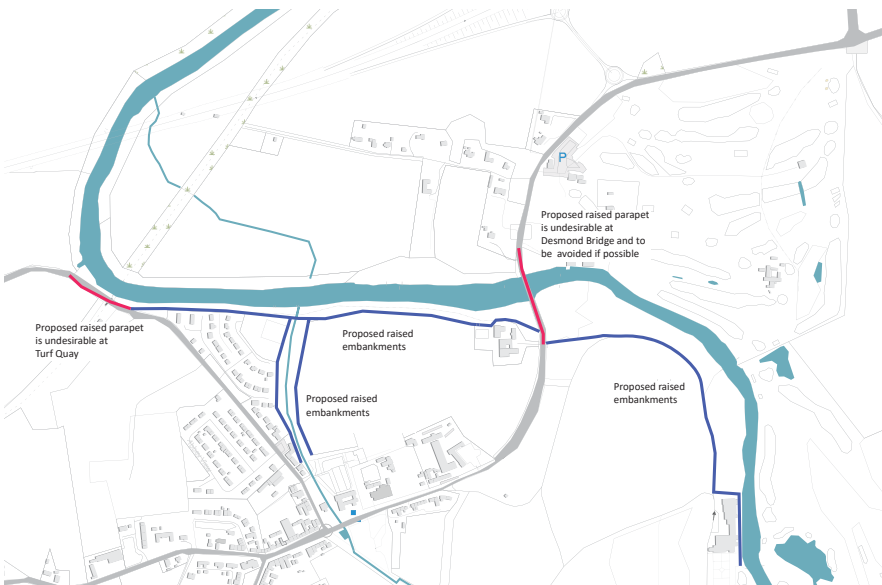 P
Proposed raised parapet
is undesirable at
Desmond Bridge and to
be avoided if possible
Proposed raised parapet
is undesirable at
Turf Quay
Proposed raised
embankments
Proposed raised
embankments
Proposed raised
embankments